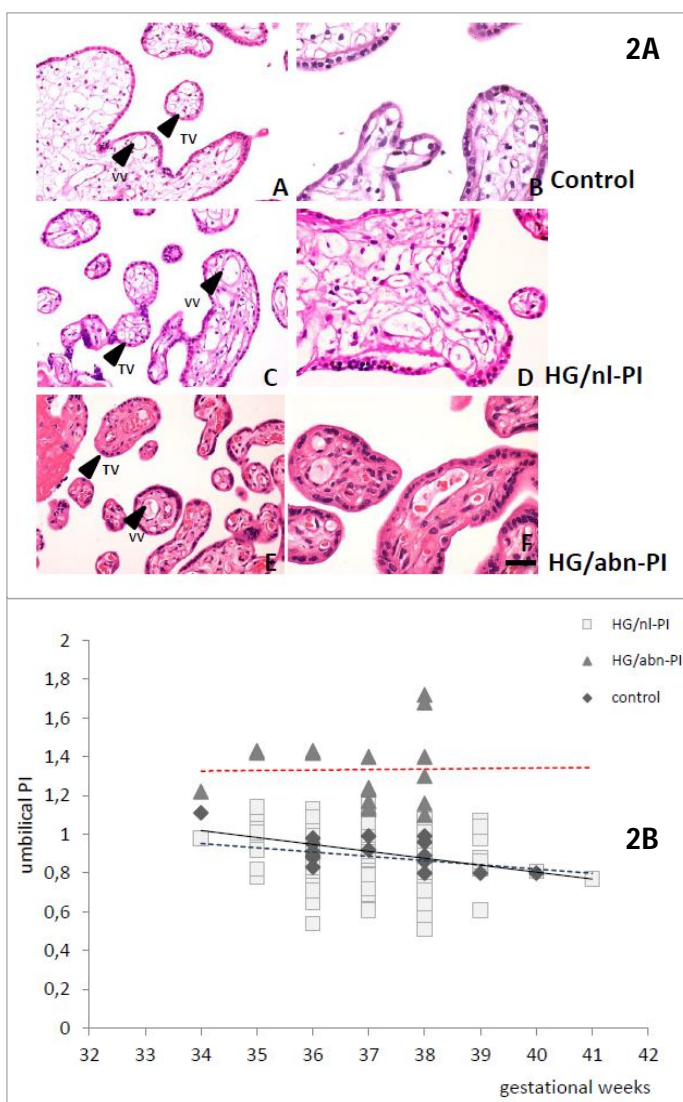 2A
TV
VV
A
B
Control
VV
TV
C
D
HG/nl-PI
TV
VV
E
F
HG/abn-PI
2B
HG/nl-PI
HG/abn-PI
control
umbilical PI
2
1,8
1,6
1,4
1,2
1
0,8
0,6
0,4
0,2
0
32 33 34 35 36 37 38 39 40 41 42
gestational weeks